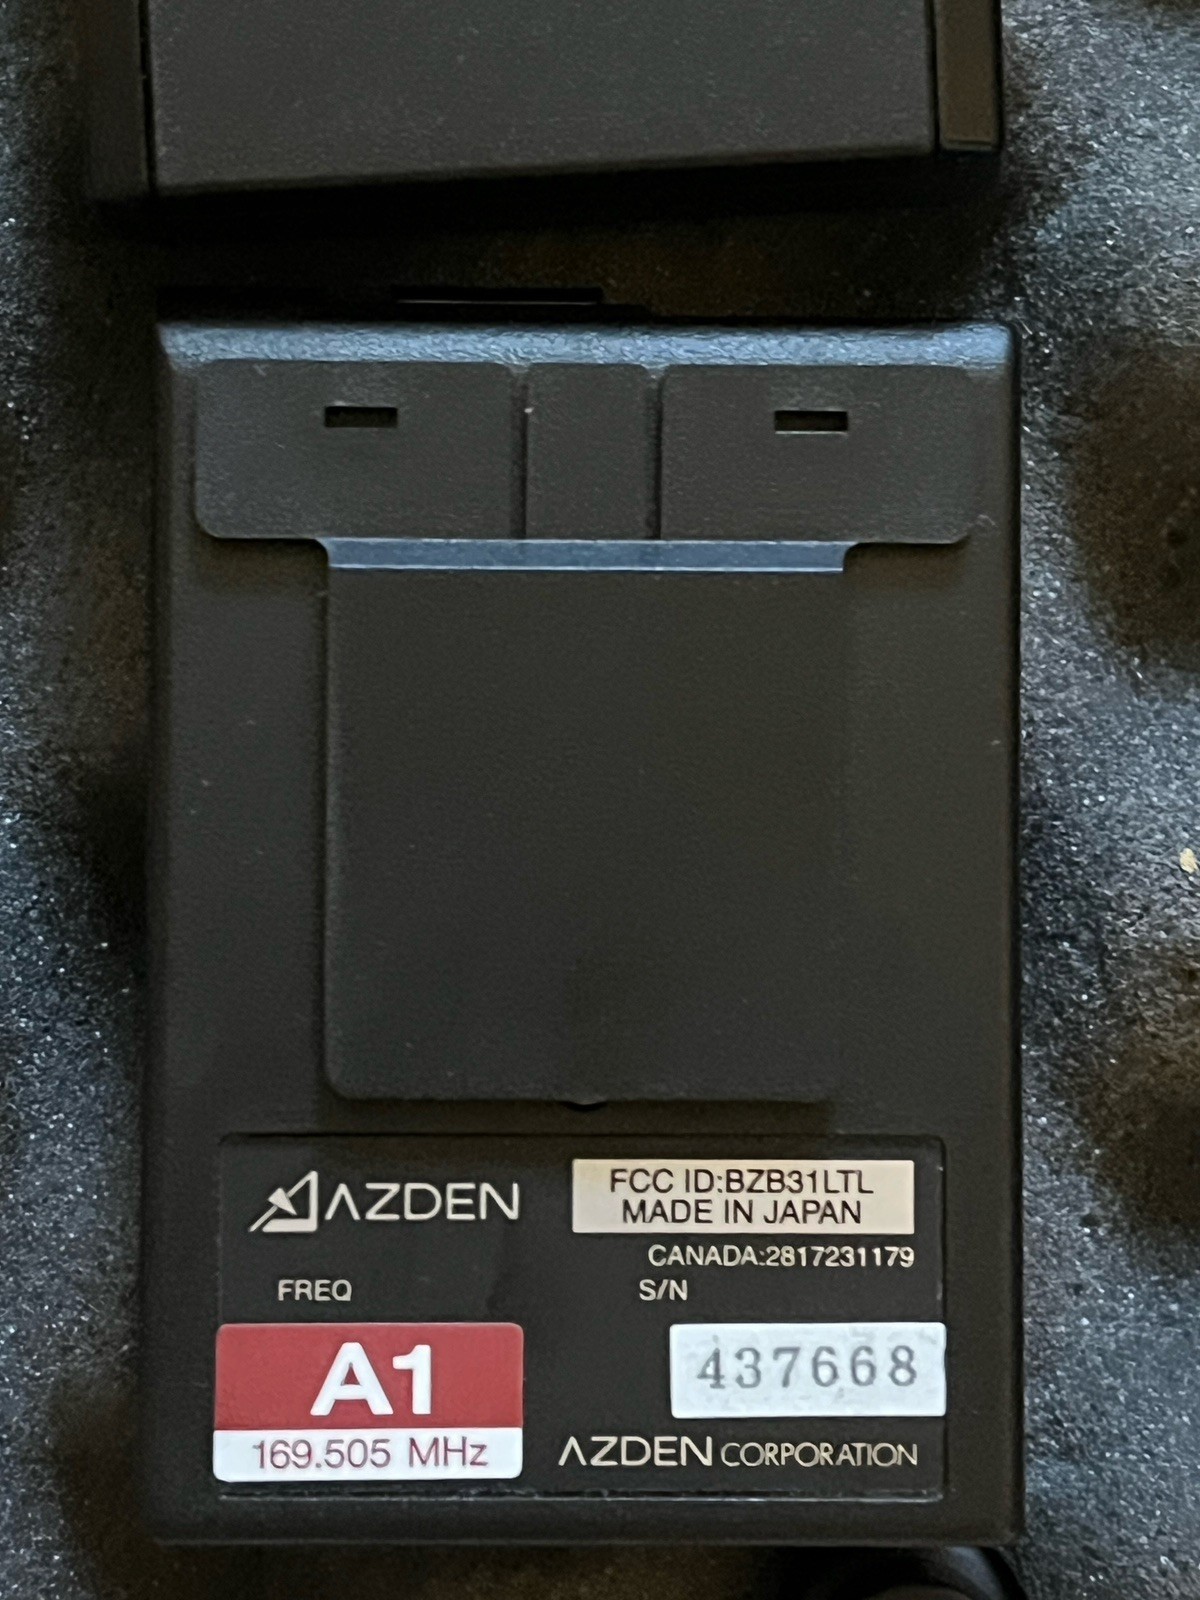 AZDEN
FCC ID:BZB31LTL
MADE IN JAPAN
CANADA:2817231179
FREQ
S/N
A1
437668
169.505 MHz
AZDEN CORPORATION